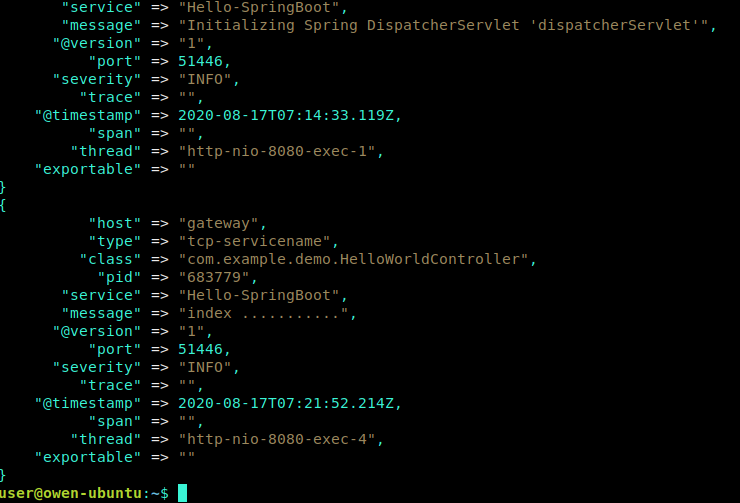 "service" => "Hello-SpringBoot",
"message" => "Initializing Spring DispatcherServlet 'dispatcherServlet'",
"@version" => "1",
"port" => 51446,
"severity" => "INFO",
"trace" => "",
"@timestamp" => 2020-08-17T07:14:33.119Z,
"span" => "",
"thread" => "http-nio-8080-exec-1",
"exportable" => ""
}
{
"host" => "gateway",
"type" => "tcp-servicename",
"class" => "com.example.demo.HelloWorldController",
"pid" => "683779",
"service" => "Hello-SpringBoot",
"message" => "index ...........",
"@version" => "1",
"port" => 51446,
"severity" => "INFO",
"trace" => "",
"@timestamp" => 2020-08-17T07:21:52.214Z,
"span" => "",
"thread" => "http-nio-8080-exec-4",
"exportable" => ""
}
user@owen-ubuntu:~$